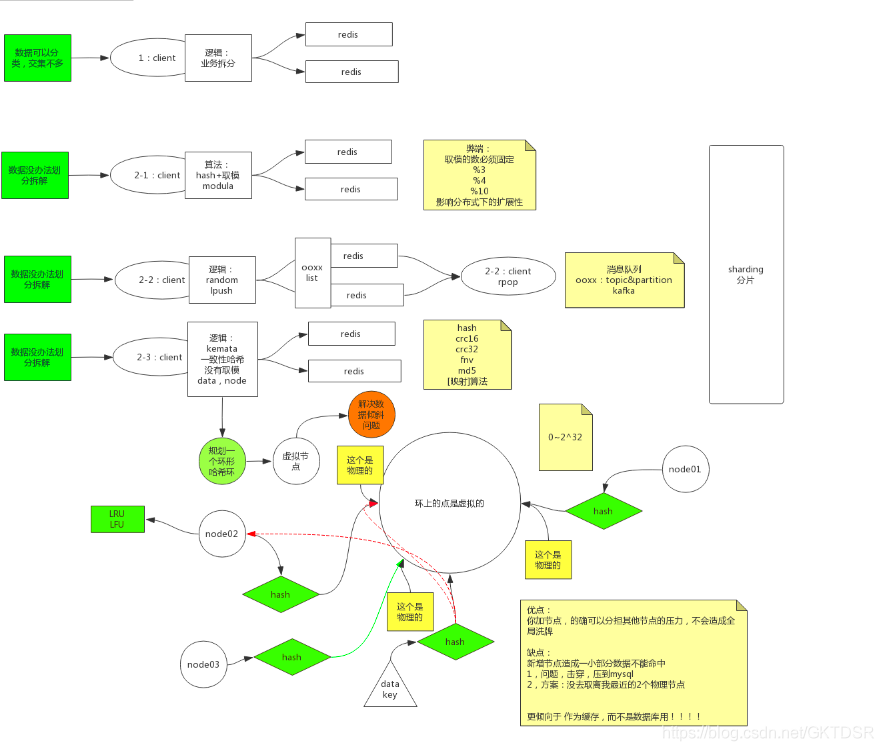 数据可以分
类，交集不多
1：client
逻辑：
业务拆分
redis
redis
数据没办法划
分拆解
2-1：client
算法：
hash+取模
modula
redis
redis
弊端：
取模的数必须固定
%3
%4
%10
影响分布式下的扩展性
sharding
分片
数据没办法划
分拆解
2-2：client
逻辑：
random
lpush
ooxx
list
redis
redis
2-2：client
rpop
消息队列
ooxx：topic&partition
kafka
数据没办法划
分拆解
2-3：client
逻辑：
kemata
一致性哈希
没有取模
data，node
redis
redis
hash
crc16
crc32
fnv
md5
[映射]算法
规划一
个环形
哈希环
虚拟节
点
解决数
据倾斜
问题
0~2^32
这个是
物理的
环上的点是虚拟的
node01
hash
这个是
物理的
LRU
LFU
node02
hash
这个是
物理的
node03
hash
hash
data
key
优点：
你加节点，的确可以分担其他节点的压力，不会造成全
局洗牌
缺点：
新增节点造成一小部分数据不能命中
1，问题，击穿，压到mysql
2，方案：没去取离我最近的2个物理节点
更倾向于 作为缓存，而不是数据库用！！！！
https://blog.csdn.net/GKTDSR